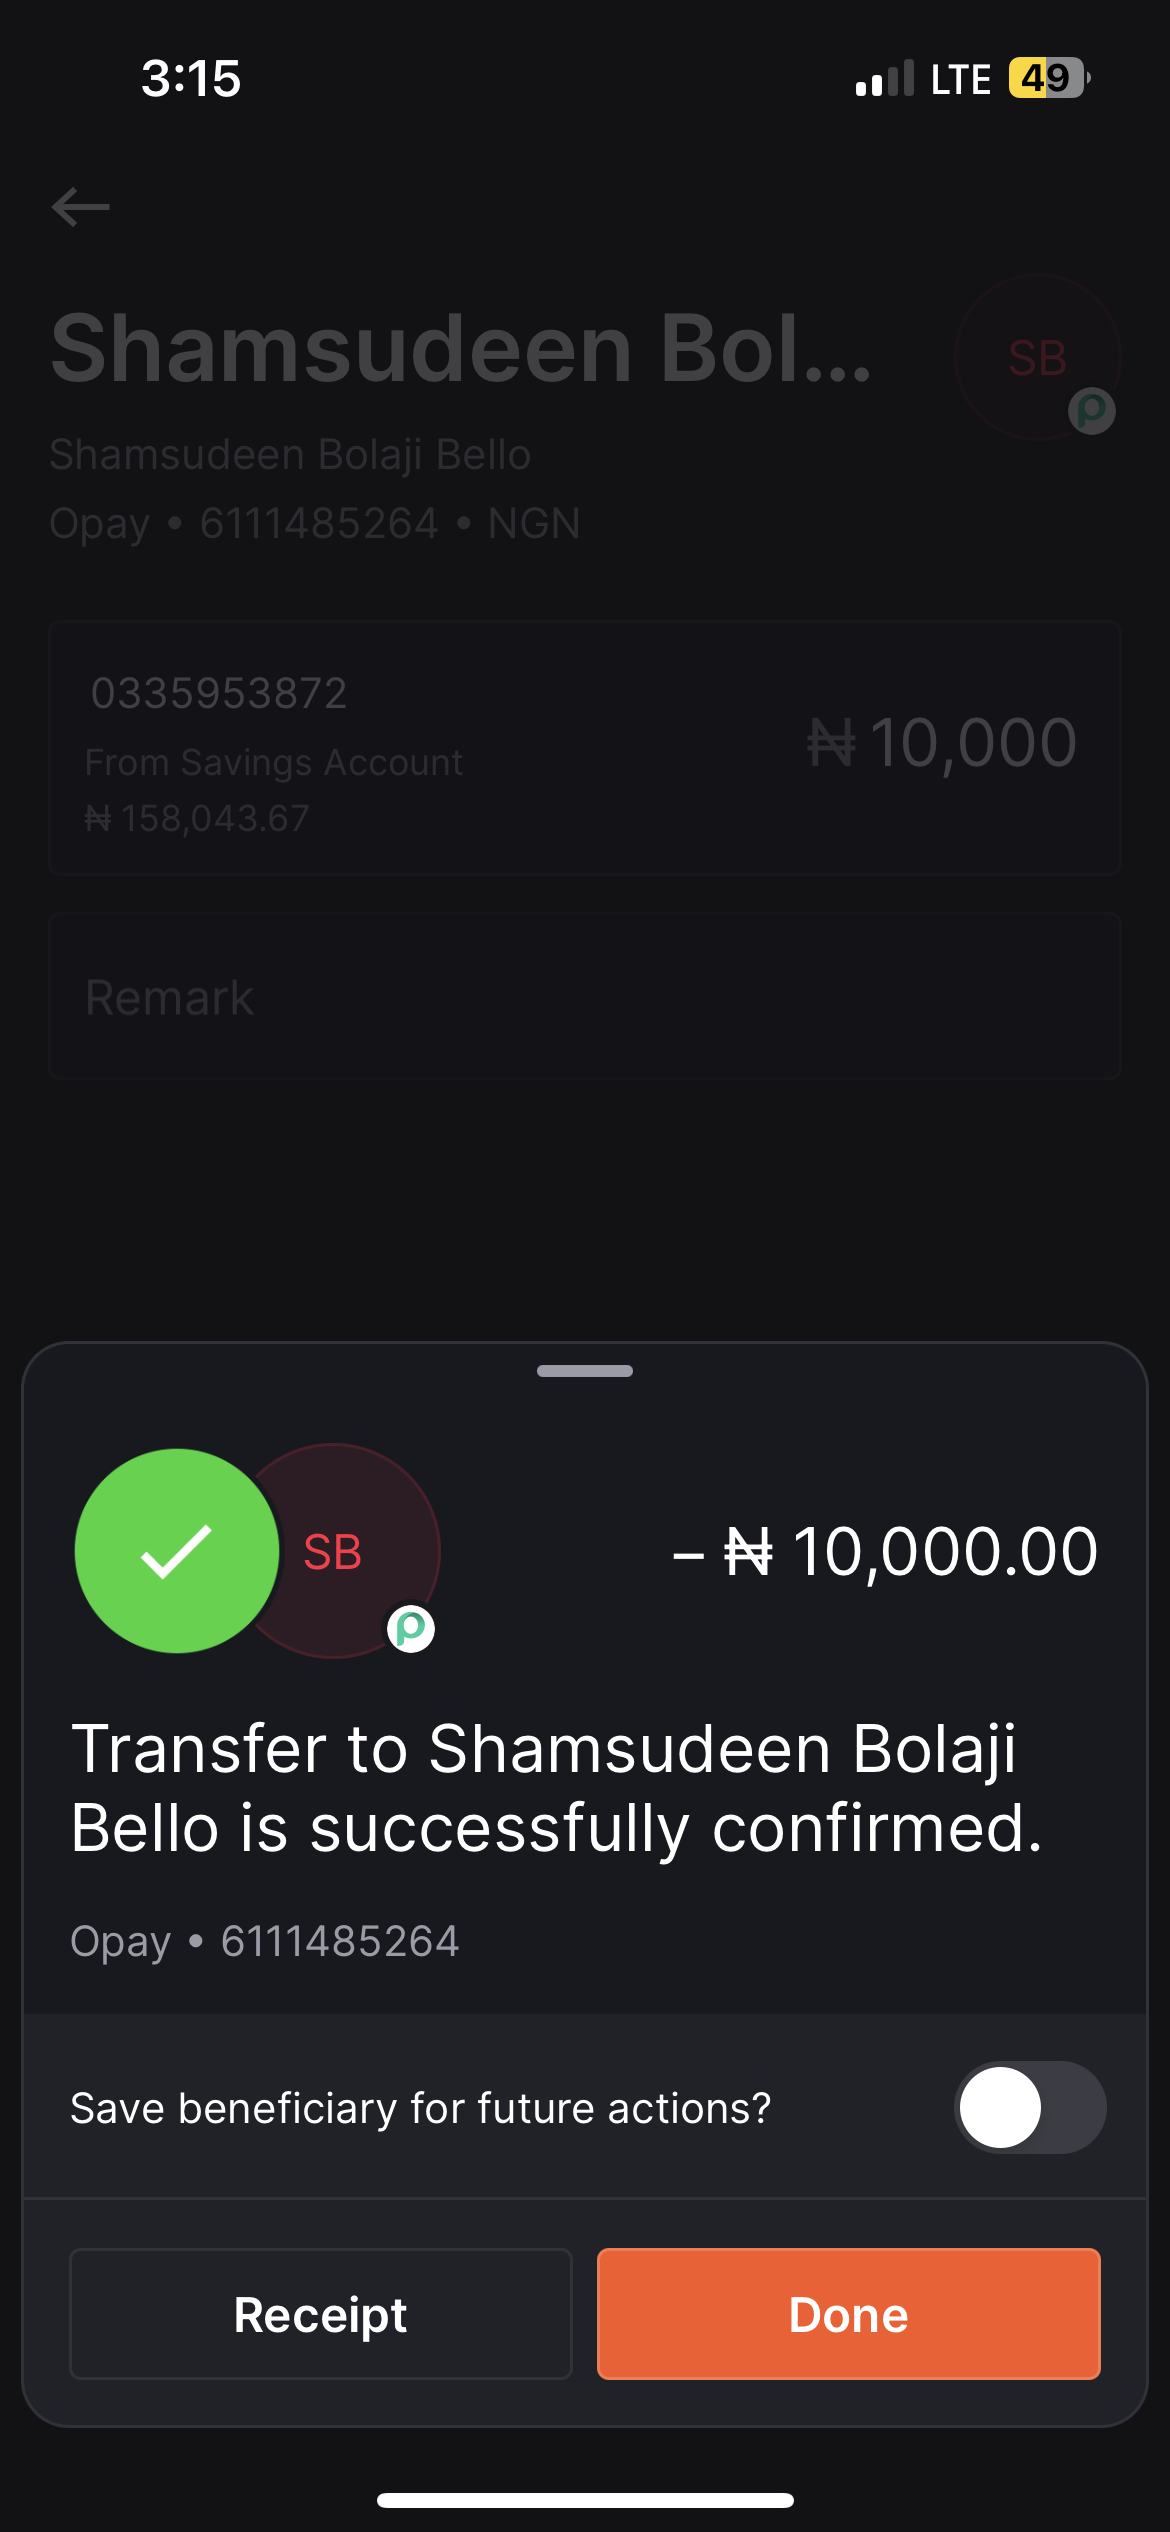 3:15
LTE 49
Shamsudeen Bol...
SB
Shamsudeen Bolaji Bello
Opay • 6111485264 • NGN
0335953872
From Savings Account
₦ 158,043.67
₦ 10,000
Remark
SB
– ₦ 10,000.00
Transfer to Shamsudeen Bolaji
Bello is successfully confirmed.
Opay • 6111485264
Save beneficiary for future actions?
Receipt
Done